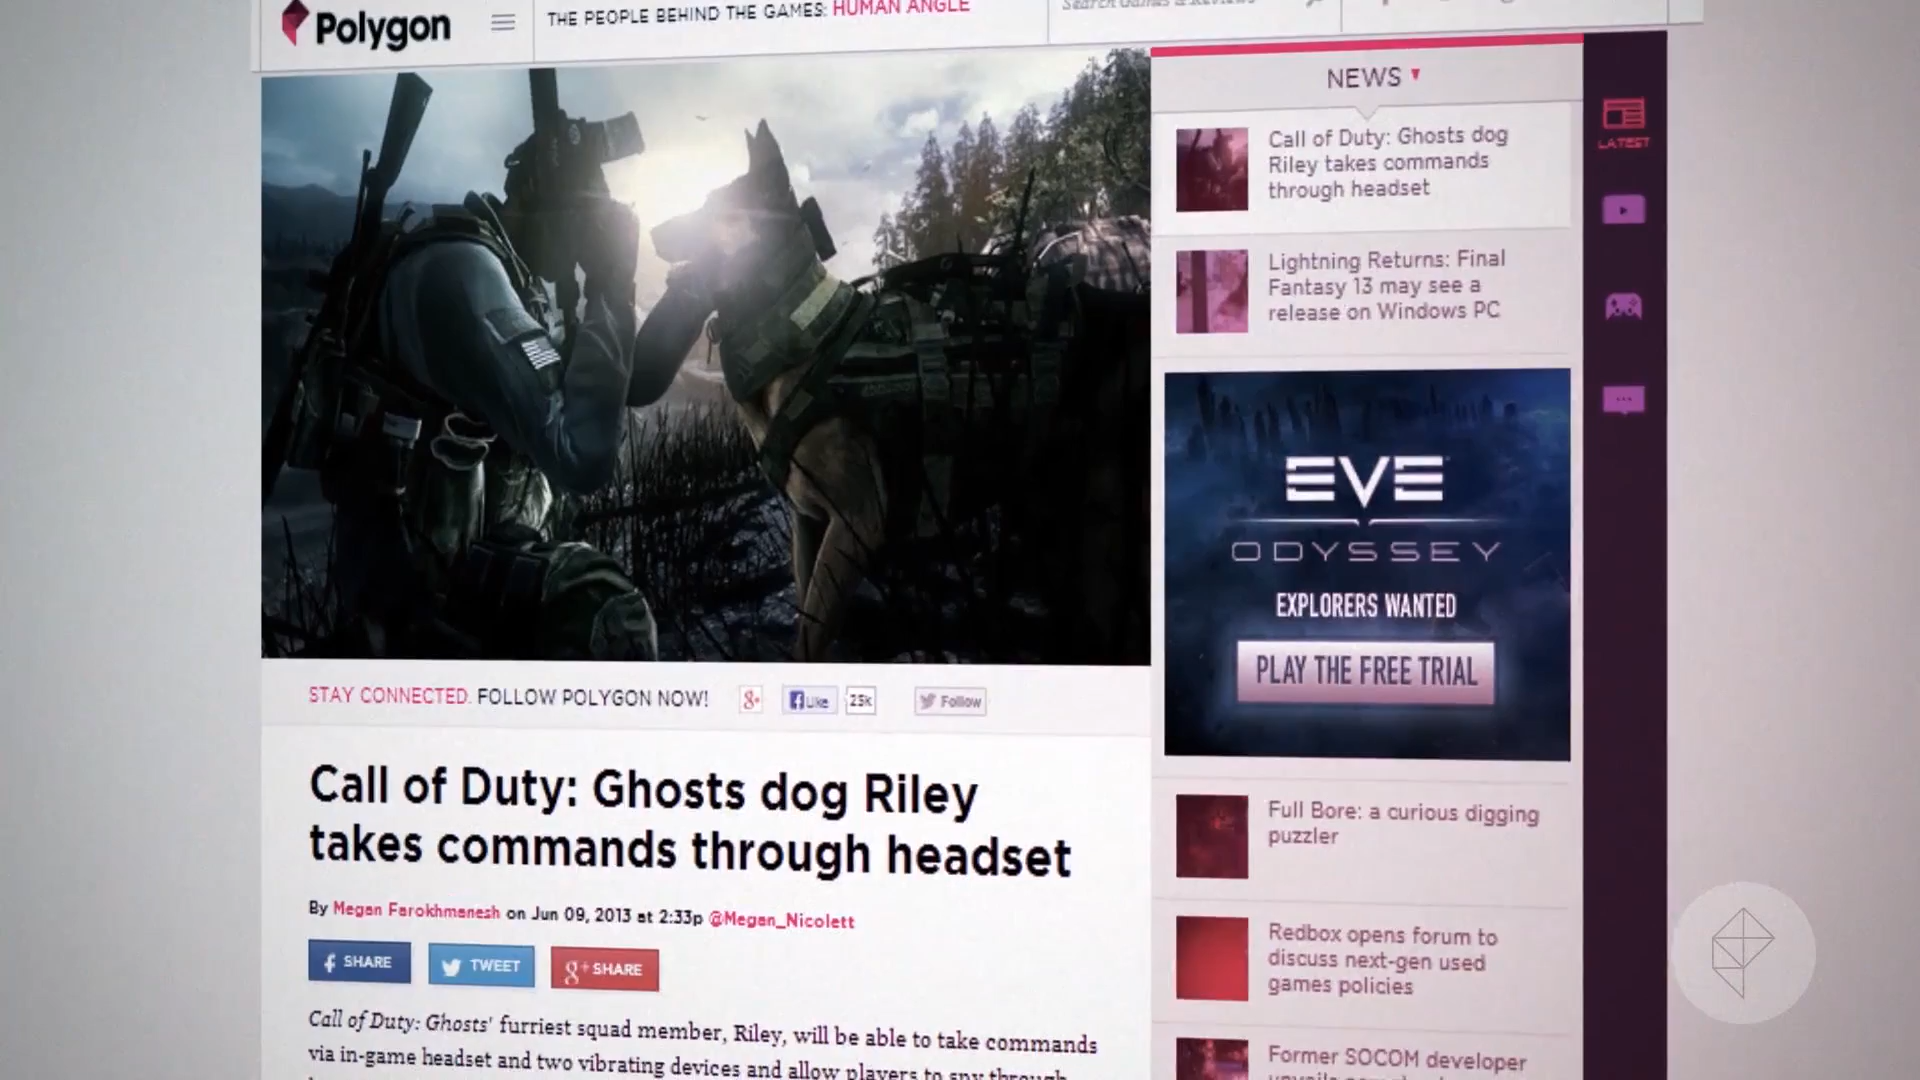 Polygon
THE PEOPLE BEHIND THE GAMES: HUMAN ANGLE
Search Games & Reviews
NEWS
LATEST
Call of Duty: Ghosts dog
Riley takes commands
through headset
Lightning Returns: Final
Fantasy 13 may see a
release on Windows PC
EVE
ODYSSEY
EXPLORERS WANTED
PLAY THE FREE TRIAL
STAY CONNECTED. FOLLOW POLYGON NOW!
g+
f Like
25k
Follow
Call of Duty: Ghosts dog Riley
takes commands through headset
By Megan Farokhmanesh on Jun 09, 2013 at 2:33p @Megan_Nicolett
f SHARE
TWEET
g+ SHARE
Call of Duty: Ghosts' furriest squad member, Riley, will be able to take commands
via in-game headset and two vibrating devices and allow players to spy through
Full Bore: a curious digging
puzzler
Redbox opens forum to
discuss next-gen used
games policies
Former SOCOM developer